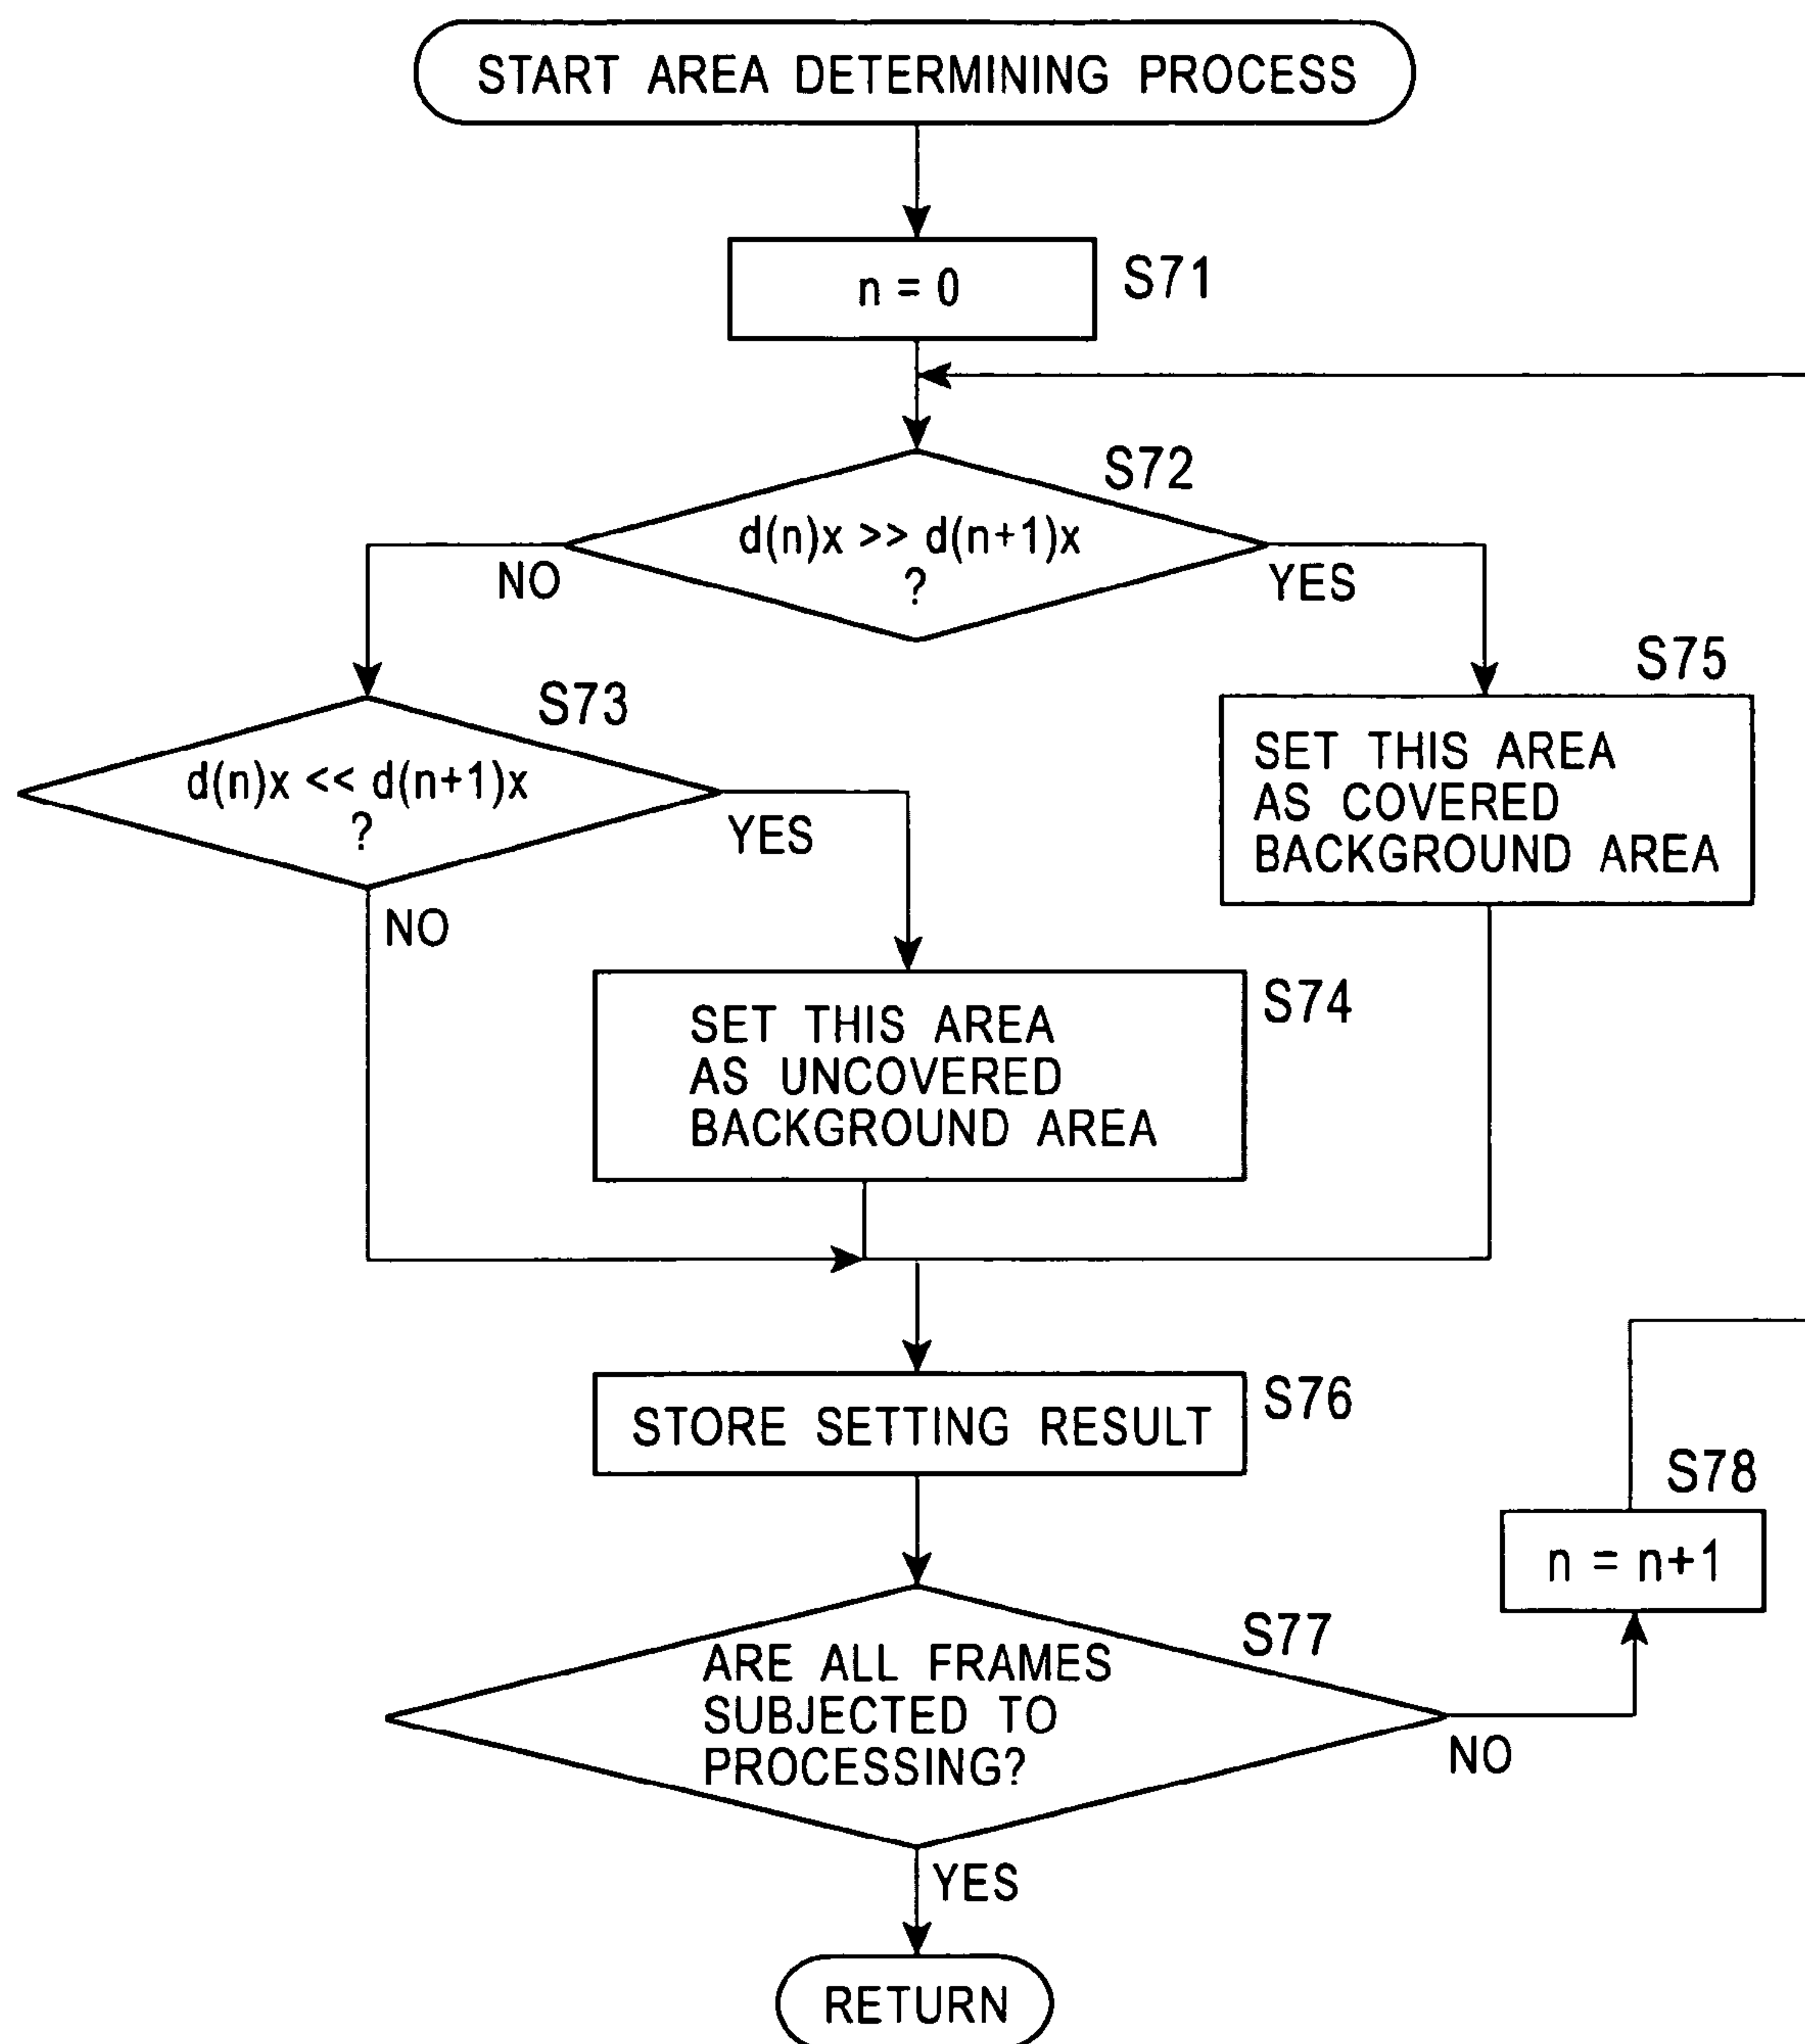 START AREA DETERMINING PROCESS
n = 0
S71
S72
d(n)x >> d(n+1)x
?
NO
YES
S75
SET THIS AREA
AS COVERED
BACKGROUND AREA
S73
d(n)x << d(n+1)x
?
YES
NO
S74
SET THIS AREA
AS UNCOVERED
BACKGROUND AREA
STORE SETTING RESULT
S76
S78
n = n+1
S77
ARE ALL FRAMES
SUBJECTED TO
PROCESSING?
NO
YES
RETURN